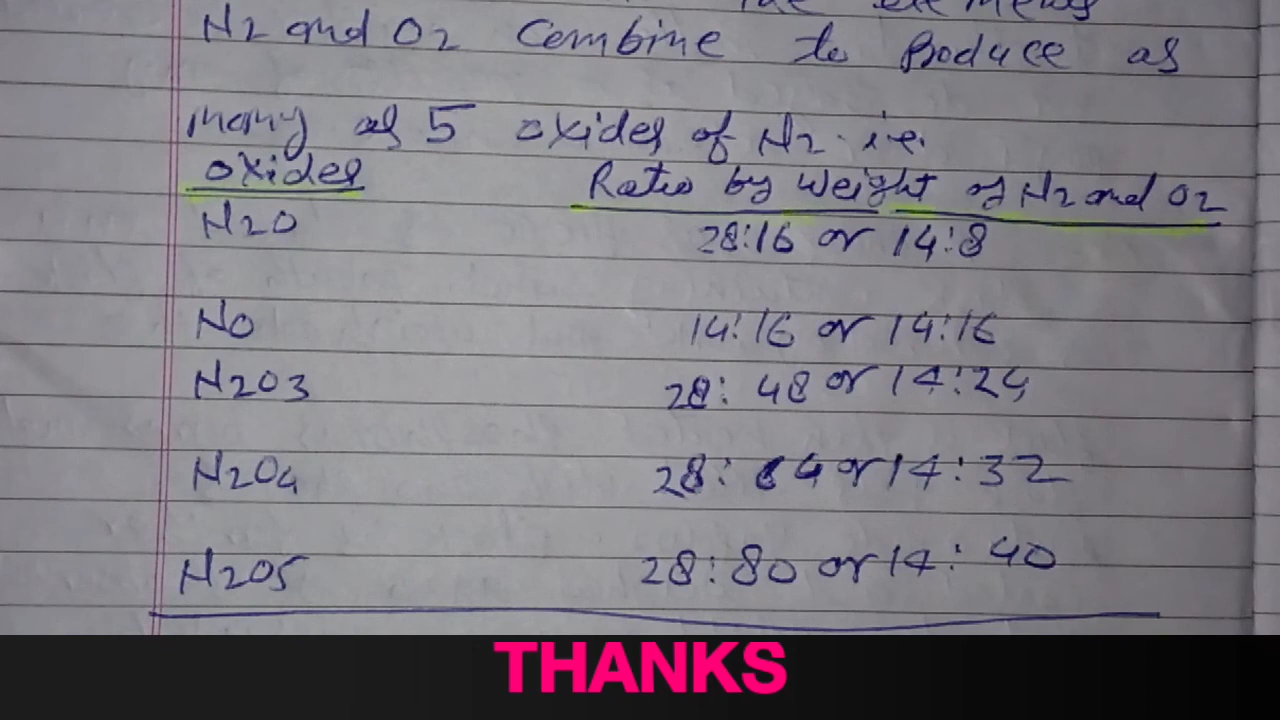 the elements
N2 and O2 Combine to Produce as
many as 5 oxides of N2. i.e.
oxides Ratio by Weight of N2 and O2
N2O 28:16 or 14:8
NO 14:16 or 14:16
N2O3 28:48 or 14:24
N2O4 28:64 or 14:32
N2O5 28:80 or 14:40
THANKS